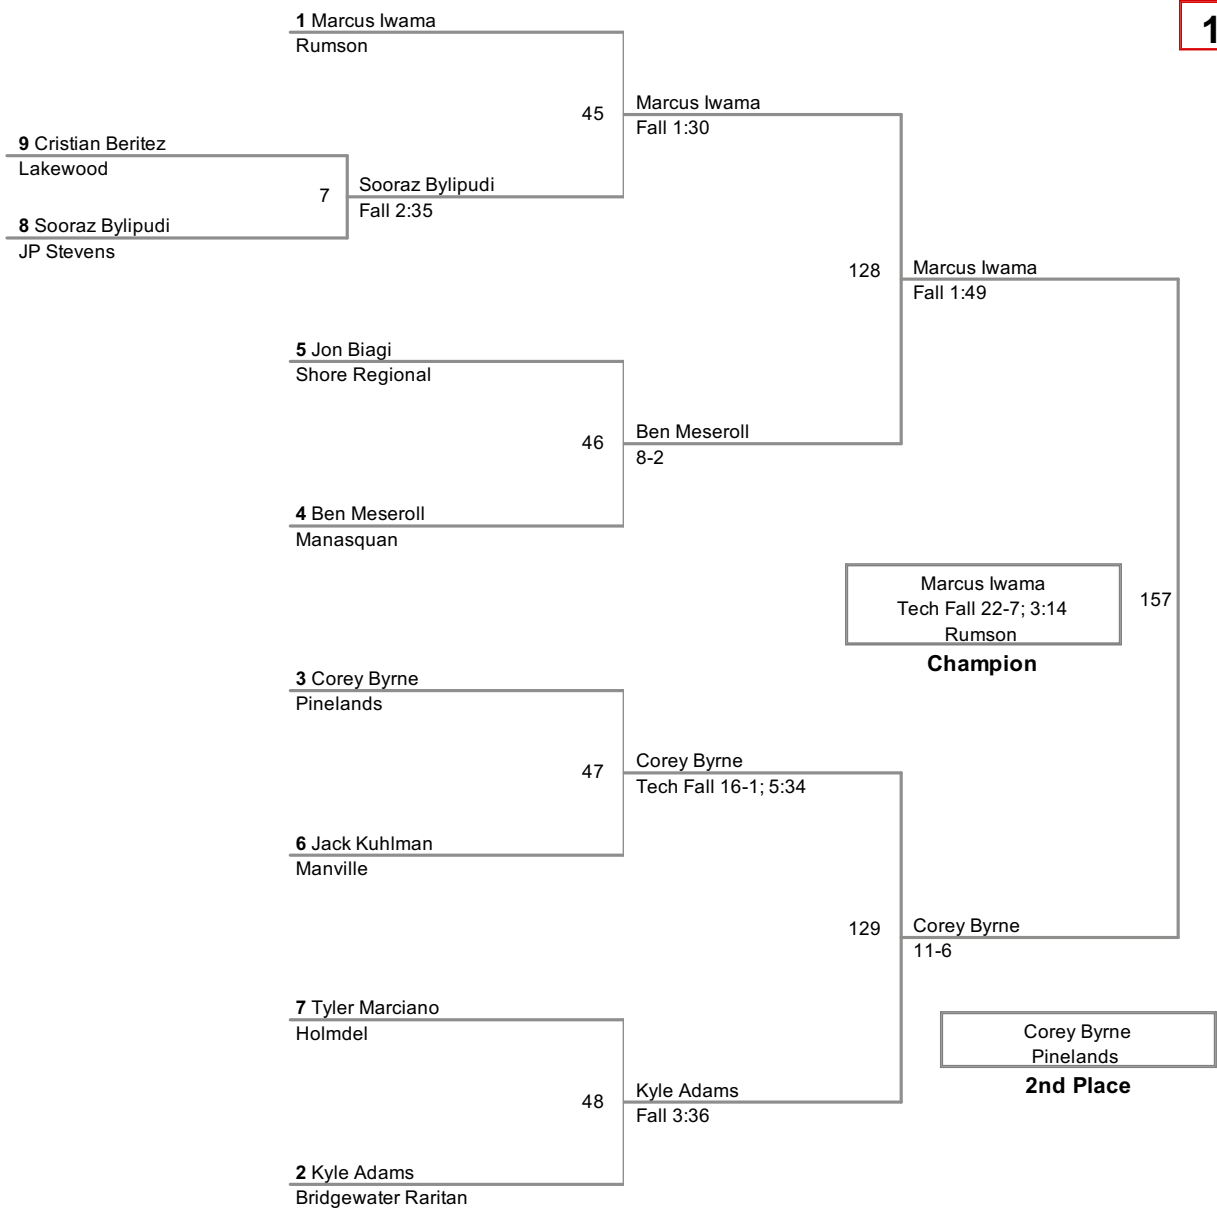 1 Marcus Iwama
Rumson
1
45
Marcus Iwama
Fall 1:30
9 Cristian Beritez
Lakewood
7
Sooraz Bylipudi
Fall 2:35
8 Sooraz Bylipudi
JP Stevens
128
Marcus Iwama
Fall 1:49
5 Jon Biagi
Shore Regional
46
Ben Meseroll
8-2
4 Ben Meseroll
Manasquan
Marcus Iwama
Tech Fall 22-7; 3:14
Rumson
Champion
157
3 Corey Byrne
Pinelands
47
Corey Byrne
Tech Fall 16-1; 5:34
6 Jack Kuhlman
Manville
129
Corey Byrne
11-6
7 Tyler Marciano
Holmdel
Corey Byrne
Pinelands
2nd Place
48
Kyle Adams
Fall 3:36
2 Kyle Adams
Bridgewater Raritan